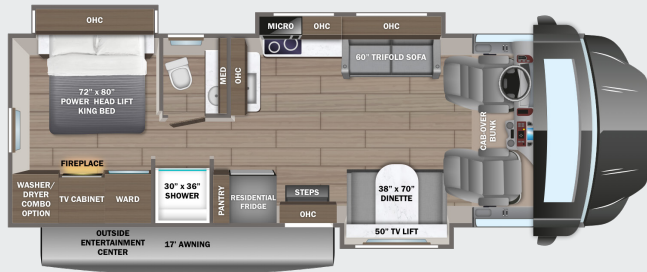 OHC
MICRO
OHC
OHC
60" TRIFOLD SOFA
MED
OHC
72" x 80"
POWER HEAD LIFT
KING BED
CAB-OVER
BUNK
FIREPLACE
WASHER/
DRYER
COMBO
OPTION
TV CABINET
WARD
30" x 36"
SHOWER
PANTRY
RESIDENTIAL
FRIDGE
STEPS
OHC
38" x 70"
DINETTE
50" TV LIFT
OUTSIDE
ENTERTAINMENT
CENTER
17' AWNING